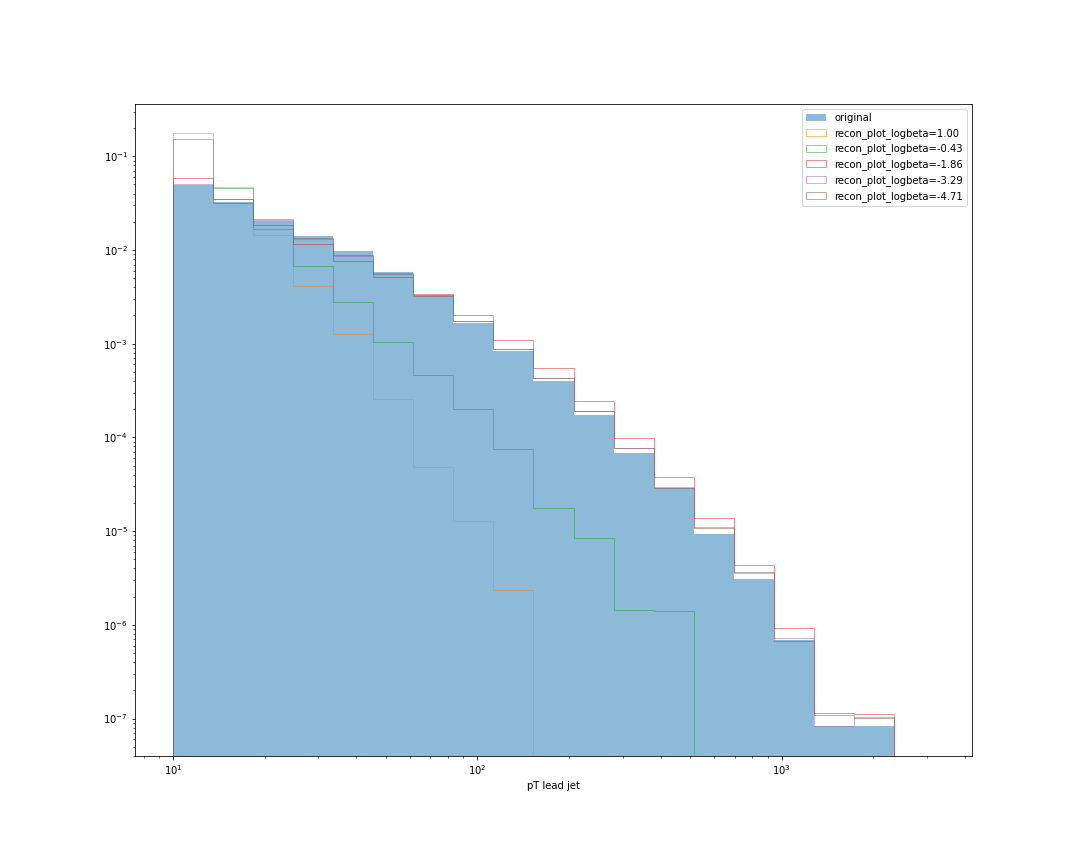 original
recon_plot_logbeta=1.00
recon_plot_logbeta=-0.43
recon_plot_logbeta=-1.86
recon_plot_logbeta=-3.29
recon_plot_logbeta=-4.71
10⁻¹
10⁻²
10⁻³
10⁻⁴
10⁻⁵
10⁻⁶
10⁻⁷
10¹ 10² 10³
pT lead jet